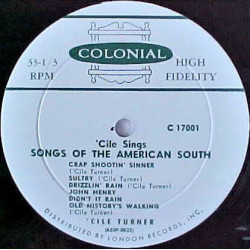 COLONIAL
33-1/3
RPM
HIGH
FIDELITY
C 17001
'Cile Sings
SONGS OF THE AMERICAN SOUTH
CRAP SHOOTIN' SINNER
('Cile Turner)
SULTRY ('Cile Turner)
DRIZZLIN' RAIN ('Cile Turner)
JOHN HENRY
DIDN'T IT RAIN
OLD HISTORY'S WALKING
('Cile Turner)
'CILE TURNER
DISTRIBUTED BY LONDON RECORDS, INC.